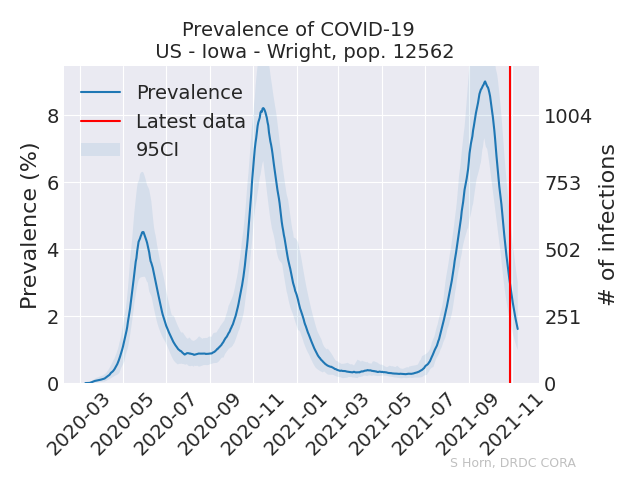 Prevalence of COVID-19
US - Iowa - Wright, pop. 12562
Prevalence
Latest data
95CI
Prevalence (%)
8
6
4
2
0
# of infections
1004
753
502
251
0
2020-03
2020-05
2020-07
2020-09
2020-11
2021-01
2021-03
2021-05
2021-07
2021-09
2021-11
S Horn, DRDC CORA